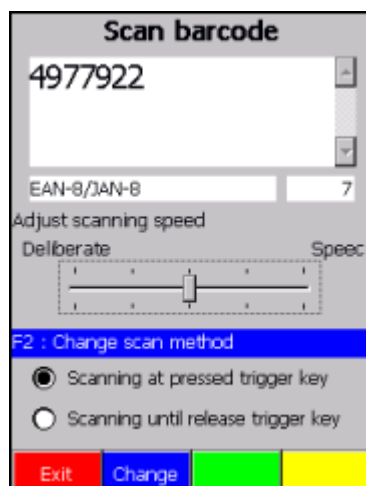 Scan barcode
4977922
EAN-8/JAN-8 7
Adjust scanning speed
Deliberate Speec
F2 : Change scan method
Scanning at pressed trigger key
Scanning until release trigger key
Exit Change